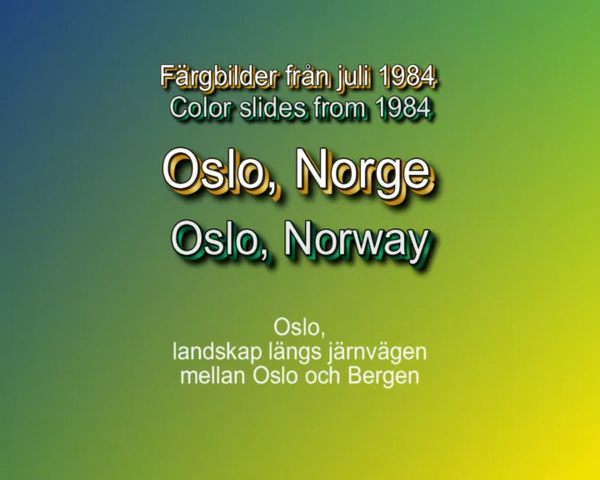 Färgbilder från juli 1984
Color slides from 1984
Oslo, Norge
Oslo, Norway
Oslo,
landskap längs järnvägen
mellan Oslo och Bergen